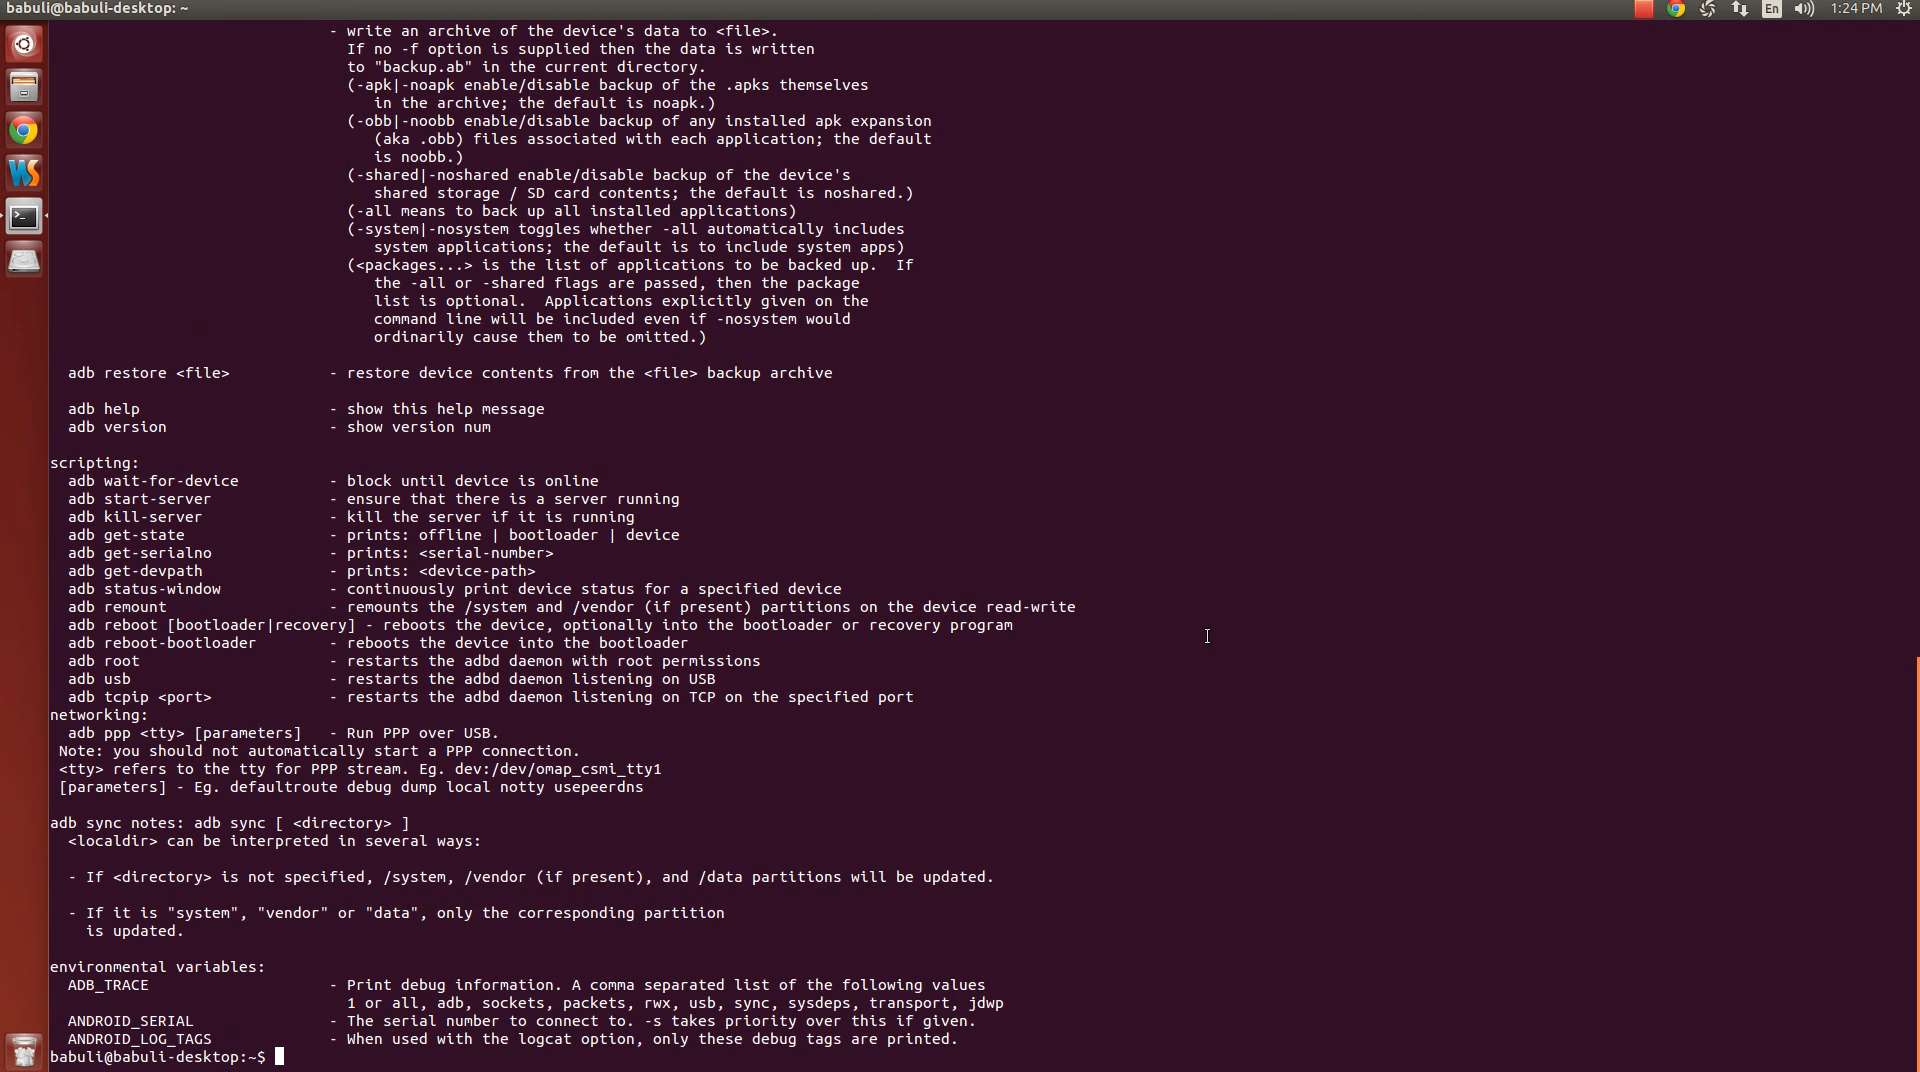 babuli@babuli-desktop: ~
En
1:24 PM
- write an archive of the device's data to <file>.
If no -f option is supplied then the data is written
to "backup.ab" in the current directory.
(-apk|-noapk enable/disable backup of the .apks themselves
in the archive; the default is noapk.)
(-obb|-noobb enable/disable backup of any installed apk expansion
(aka .obb) files associated with each application; the default
is noobb.)
(-shared|-noshared enable/disable backup of the device's
shared storage / SD card contents; the default is noshared.)
(-all means to back up all installed applications)
(-system|-nosystem toggles whether -all automatically includes
system applications; the default is to include system apps)
(<packages...> is the list of applications to be backed up.  If
the -all or -shared flags are passed, then the package
list is optional.  Applications explicitly given on the
command line will be included even if -nosystem would
ordinarily cause them to be omitted.)
adb restore <file>           - restore device contents from the <file> backup archive
adb help                     - show this help message
adb version                  - show version num
scripting:
adb wait-for-device          - block until device is online
adb start-server             - ensure that there is a server running
adb kill-server              - kill the server if it is running
adb get-state                - prints: offline | bootloader | device
adb get-serialno             - prints: <serial-number>
adb get-devpath              - prints: <device-path>
adb status-window            - continuously print device status for a specified device
adb remount                  - remounts the /system and /vendor (if present) partitions on the device read-write
adb reboot [bootloader|recovery] - reboots the device, optionally into the bootloader or recovery program
adb reboot-bootloader        - reboots the device into the bootloader
adb root                     - restarts the adbd daemon with root permissions
adb usb                      - restarts the adbd daemon listening on USB
adb tcpip <port>             - restarts the adbd daemon listening on TCP on the specified port
networking:
adb ppp <tty> [parameters]   - Run PPP over USB.
Note: you should not automatically start a PPP connection.
<tty> refers to the tty for PPP stream. Eg. dev:/dev/omap_csmi_tty1
[parameters] - Eg. defaultroute debug dump local notty usepeerdns
adb sync notes: adb sync [ <directory> ]
<localdir> can be interpreted in several ways:
- If <directory> is not specified, /system, /vendor (if present), and /data partitions will be updated.
- If it is "system", "vendor" or "data", only the corresponding partition
is updated.
environmental variables:
ADB_TRACE                    - Print debug information. A comma separated list of the following values
1 or all, adb, sockets, packets, rwx, usb, sync, sysdeps, transport, jdwp
ANDROID_SERIAL               - The serial number to connect to. -s takes priority over this if given.
ANDROID_LOG_TAGS             - When used with the logcat option, only these debug tags are printed.
babuli@babuli-desktop:~$
WS